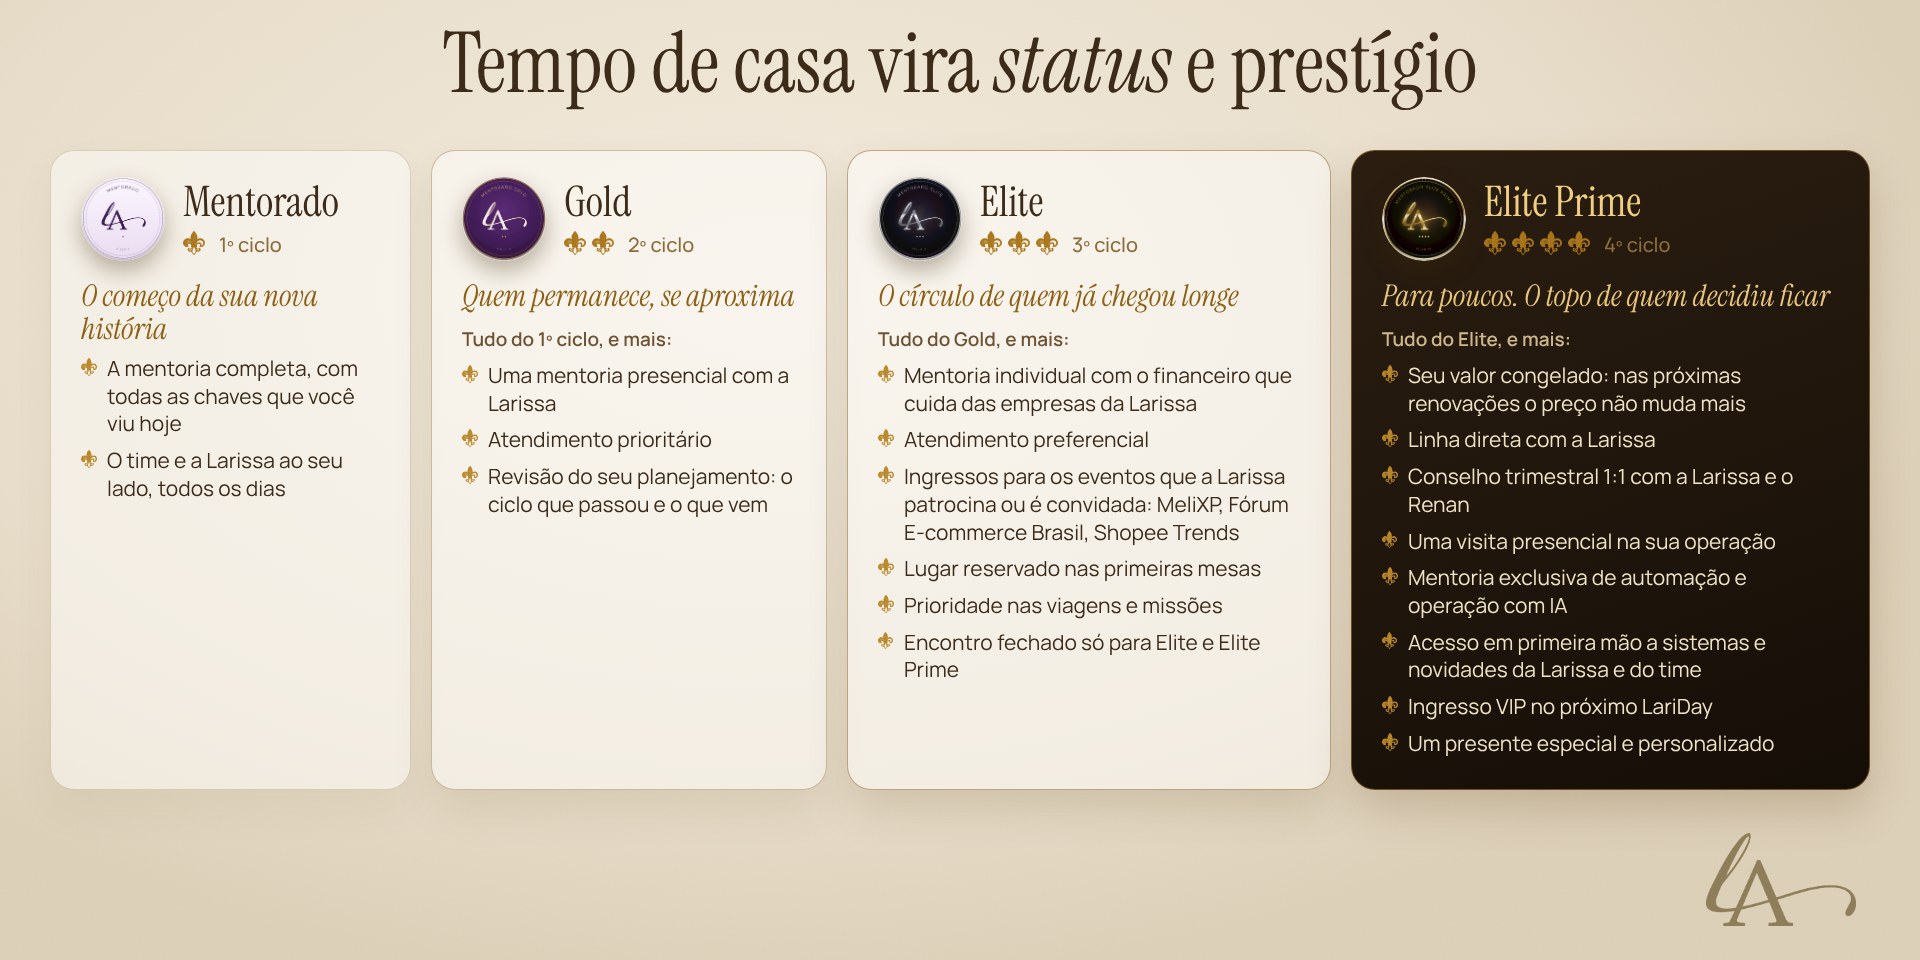 Tempo de casa vira status e prestígio
Mentorado
1º ciclo
O começo da sua nova
história
A mentoria completa, com
todas as chaves que você
viu hoje
O time e a Larissa ao seu
lado, todos os dias
Gold
2º ciclo
Quem permanece, se aproxima
Tudo do 1º ciclo, e mais:
Uma mentoria presencial com a
Larissa
Atendimento prioritário
Revisão do seu planejamento: o
ciclo que passou e o que vem
Elite
3º ciclo
O círculo de quem já chegou longe
Tudo do Gold, e mais:
Mentoria individual com o financeiro que
cuida das empresas da Larissa
Atendimento preferencial
Ingressos para os eventos que a Larissa
patrocina ou é convidada: MeliXP, Fórum
E-commerce Brasil, Shopee Trends
Lugar reservado nas primeiras mesas
Prioridade nas viagens e missões
Encontro fechado só para Elite e Elite
Prime
Elite Prime
4º ciclo
Para poucos. O topo de quem decidiu ficar
Tudo do Elite, e mais:
Seu valor congelado: nas próximas
renovações o preço não muda mais
Linha direta com a Larissa
Conselho trimestral 1:1 com a Larissa e o
Renan
Uma visita presencial na sua operação
Mentoria exclusiva de automação e
operação com IA
Acesso em primeira mão a sistemas e
novidades da Larissa e do time
Ingresso VIP no próximo LariDay
Um presente especial e personalizado
LA